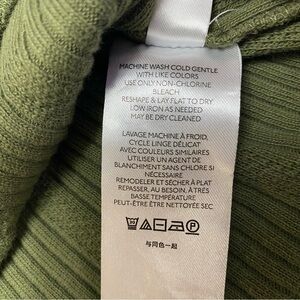 MACHINE WASH COLD GENTLE
WITH LIKE COLORS
USE ONLY NON-CHLORINE
BLEACH
RESHAPE & LAY FLAT TO DRY
LOW IRON AS NEEDED
MAY BE DRY CLEANED
LAVAGE MACHINE À FROID,
CYCLE LINGE DÉLICAT
AVEC COULEURS SIMILAIRES
UTILISER UN AGENT DE
BLANCHIMENT SANS CHLORE SI
NÉCESSAIRE
REMODELER ET SÉCHER À PLAT
REPASSER, AU BESOIN, À TRÈS
BASSE TEMPÉRATURE
PEUT-ÊTRE ÊTRE NETTOYÉE SEC
与同色一起